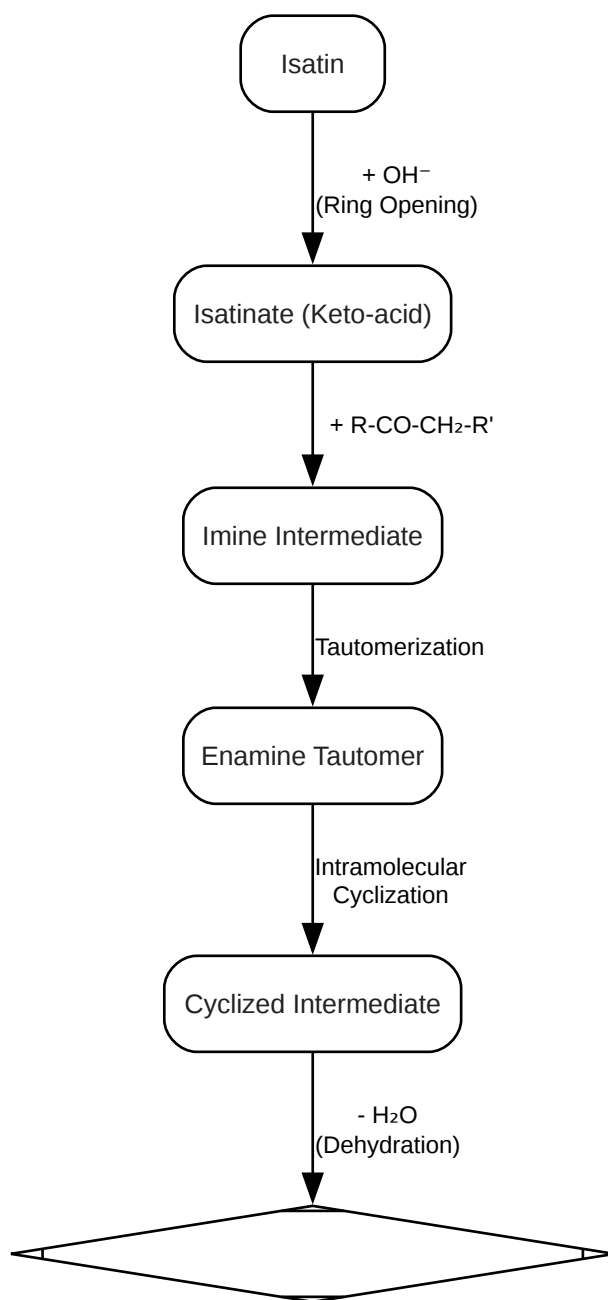 Isatin
+ OH⁻
(Ring Opening)
Isatinate (Keto-acid)
+ R-CO-CH₂-R'
Imine Intermediate
Tautomerization
Enamine Tautomer
Intramolecular
Cyclization
Cyclized Intermediate
- H₂O
(Dehydration)